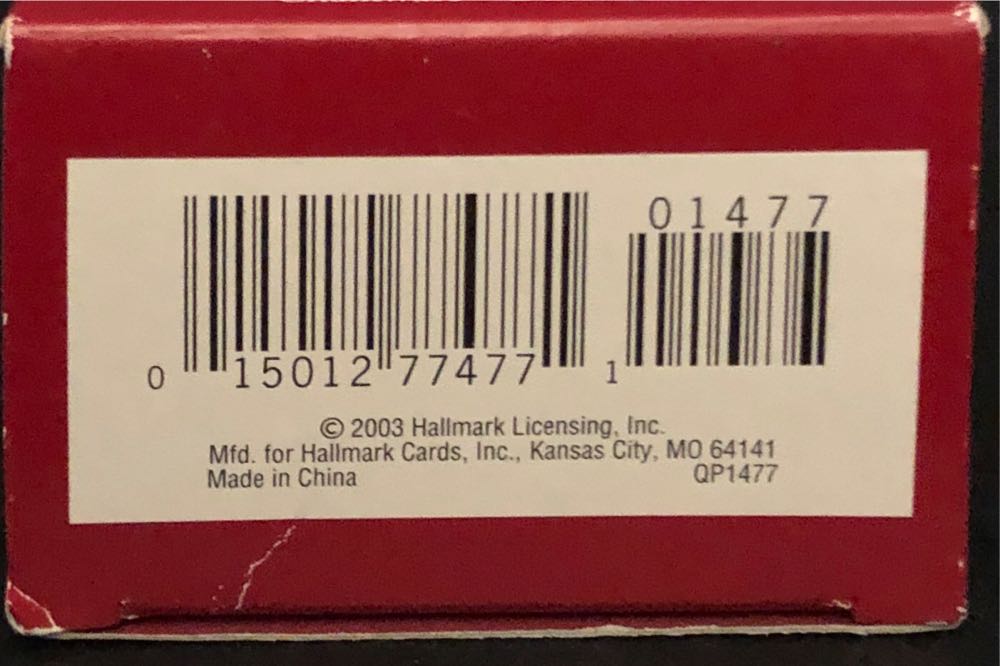 01477
0 15012 77477 1
© 2003 Hallmark Licensing, Inc.
Mfd. for Hallmark Cards, Inc., Kansas City, MO 64141
Made in China QP1477